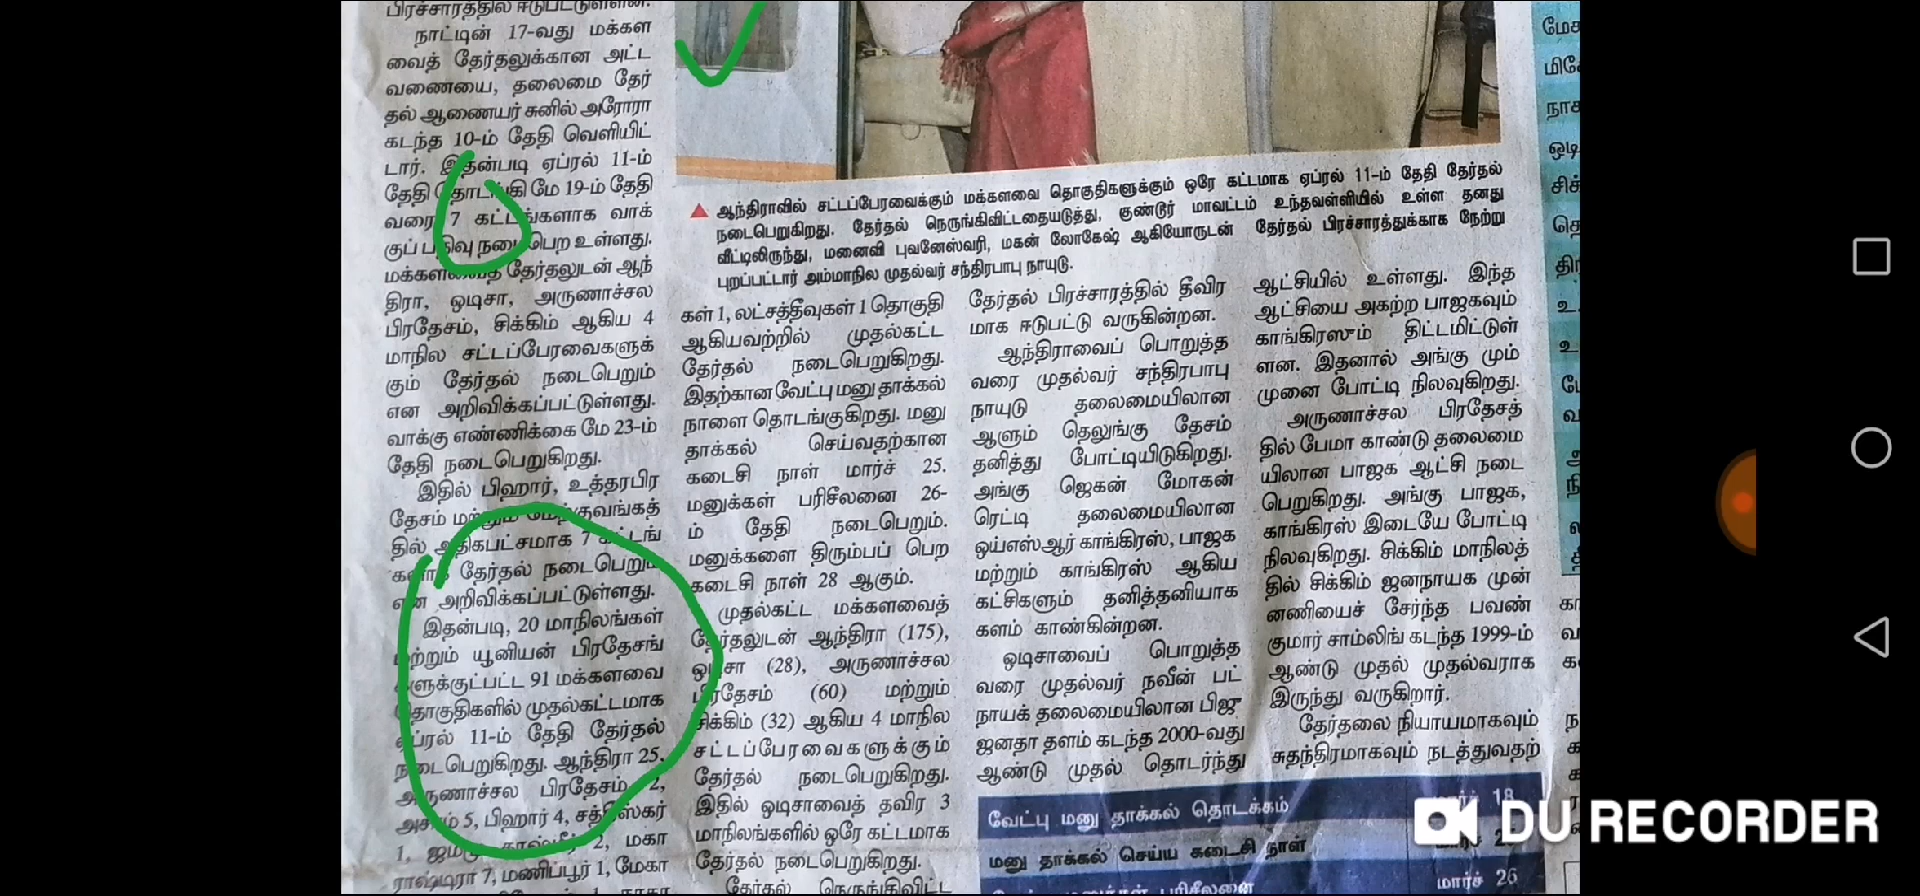 பிரச்சாரத்தில் ஈடுபட்டுள்ளன.
நாட்டின் 17-வது மக்கள
வைத் தேர்தலுக்கான அட்ட
வணையை, தலைமை தேர்
தல் ஆணையர் சுனில் அரோரா
கடந்த 10-ம் தேதி வெளியிட்
டார். இதன்படி ஏப்ரல் 11-ம்
தேதி தொடங்கி மே 19-ம் தேதி
வரை 7 கட்டங்களாக வாக்
குப் பதிவு நடைபெற உள்ளது.
மக்களவைத் தேர்தலுடன் ஆந்
திரா, ஒடிசா, அருணாச்சல
பிரதேசம், சிக்கிம் ஆகிய 4
மாநில சட்டப்பேரவைகளுக்
கும் தேர்தல் நடைபெறும்
என அறிவிக்கப்பட்டுள்ளது.
வாக்கு எண்ணிக்கை மே 23-ம்
தேதி நடைபெறுகிறது.
இதில் பிஹார், உத்தரபிர
தேசம் மற்றும் மேற்குவங்கத்
தில் அதிகபட்சமாக 7 கட்டங்
களாக தேர்தல் நடைபெறும்
என அறிவிக்கப்பட்டுள்ளது.
இதன்படி, 20 மாநிலங்கள்
மற்றும் யூனியன் பிரதேசங்
களுக்குட்பட்ட 91 மக்களவை
தொகுதிகளில் முதல்கட்டமாக
ஏப்ரல் 11-ம் தேதி தேர்தல்
நடைபெறுகிறது. ஆந்திரா 25,
அருணாச்சல பிரதேசம் 2,
அசாம் 5, பிஹார் 4, சத்தீஸ்கர்
1, ஜம்மு காஷ்மீர் 2, மகா
ராஷ்டிரா 7, மணிப்பூர் 1, மேகா
▲ ஆந்திராவில் சட்டப்பேரவைக்கும் மக்களவை தொகுதிகளுக்கும் ஒரே கட்டமாக ஏப்ரல் 11-ம் தேதி தேர்தல்
நடைபெறுகிறது. தேர்தல் நெருங்கிவிட்டதையடுத்து, குண்டூர் மாவட்டம் உந்தவள்ளியில் உள்ள தனது
வீட்டிலிருந்து, மனைவி புவனேஸ்வரி, மகன் லோகேஷ் ஆகியோருடன் தேர்தல் பிரச்சாரத்துக்காக நேற்று
புறப்பட்டார் அம்மாநில முதல்வர் சந்திரபாபு நாயுடு.
கள் 1, லட்சத்தீவுகள் 1 தொகுதி
ஆகியவற்றில் முதல்கட்ட
தேர்தல் நடைபெறுகிறது.
இதற்கான வேட்பு மனு தாக்கல்
நாளை தொடங்குகிறது. மனு
தாக்கல் செய்வதற்கான
கடைசி நாள் மார்ச் 25.
மனுக்கள் பரிசீலனை 26-
ம் தேதி நடைபெறும்.
மனுக்களை திரும்பப் பெற
கடைசி நாள் 28 ஆகும்.
முதல்கட்ட மக்களவைத்
தேர்தலுடன் ஆந்திரா (175),
ஒடிசா (28), அருணாச்சல
பிரதேசம் (60) மற்றும்
சிக்கிம் (32) ஆகிய 4 மாநில
சட்டப்பேரவைகளுக்கும்
தேர்தல் நடைபெறுகிறது.
இதில் ஒடிசாவைத் தவிர 3
மாநிலங்களில் ஒரே கட்டமாக
தேர்தல் நடைபெறுகிறது.
தேர்தல் நெருங்கிவிட்ட
தேர்தல் பிரச்சாரத்தில் தீவிர
மாக ஈடுபட்டு வருகின்றன.
ஆந்திராவைப் பொறுத்த
வரை முதல்வர் சந்திரபாபு
நாயுடு தலைமையிலான
ஆளும் தெலுங்கு தேசம்
தனித்து போட்டியிடுகிறது.
அங்கு ஜெகன் மோகன்
ரெட்டி தலைமையிலான
ஒய்எஸ்ஆர் காங்கிரஸ், பாஜக
மற்றும் காங்கிரஸ் ஆகிய
கட்சிகளும் தனித்தனியாக
களம் காண்கின்றன.
ஒடிசாவைப் பொறுத்த
வரை முதல்வர் நவீன் பட்
நாயக் தலைமையிலான பிஜு
ஜனதா தளம் கடந்த 2000-வது
ஆண்டு முதல் தொடர்ந்து
ஆட்சியில் உள்ளது. இந்த
ஆட்சியை அகற்ற பாஜகவும்
காங்கிரஸும் திட்டமிட்டுள்
ளன. இதனால் அங்கு மும்
முனை போட்டி நிலவுகிறது.
அருணாச்சல பிரதேசத்
தில் பேமா காண்டு தலைமை
யிலான பாஜக ஆட்சி நடை
பெறுகிறது. அங்கு பாஜக,
காங்கிரஸ் இடையே போட்டி
நிலவுகிறது. சிக்கிம் மாநிலத்
தில் சிக்கிம் ஜனநாயக முன்
னணியைச் சேர்ந்த பவண்
குமார் சாம்லிங் கடந்த 1999-ம்
ஆண்டு முதல் முதல்வராக
இருந்து வருகிறார்.
தேர்தலை நியாயமாகவும்
சுதந்திரமாகவும் நடத்துவதற்
வேட்பு மனு தாக்கல் தொடக்கம் மார்ச் 18
மனு தாக்கல் செய்ய கடைசி நாள் மார்ச்
பரிசீலனை மார்ச் 26
DU RECORDER